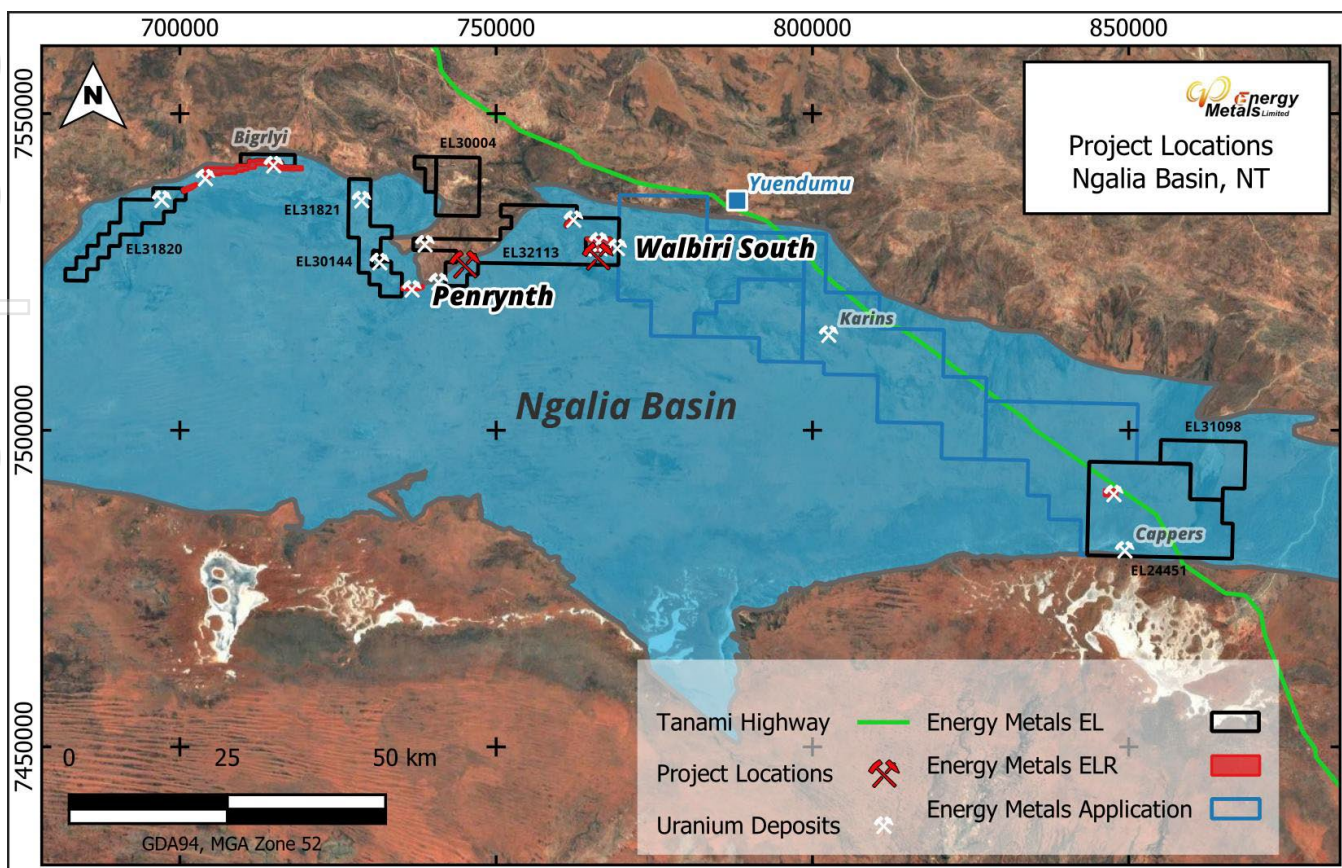 700000
750000
800000
850000
7550000
7500000
7450000
N
Energy
Metals Limited
Project Locations
Ngalia Basin, NT
Bigrlyi
EL30004
Yuendumu
EL31821
EL31820
EL30144
EL32113
Walbiri South
Penrynth
Karins
Ngalia Basin
EL31098
Cappers
EL24451
0
25
50 km
GDA94, MGA Zone 52
Tanami Highway
Project Locations
Uranium Deposits
Energy Metals EL
Energy Metals ELR
Energy Metals Application